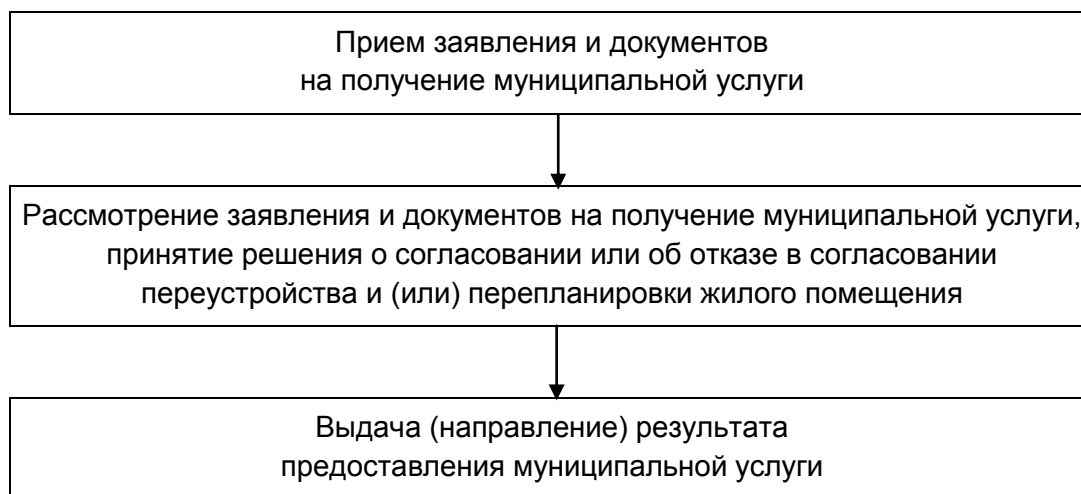 Прием заявления и документов
на получение муниципальной услуги
Рассмотрение заявления и документов на получение муниципальной услуги,
принятие решения о согласовании или об отказе в согласовании
переустройства и (или) перепланировки жилого помещения
Выдача (направление) результата
предоставления муниципальной услуги